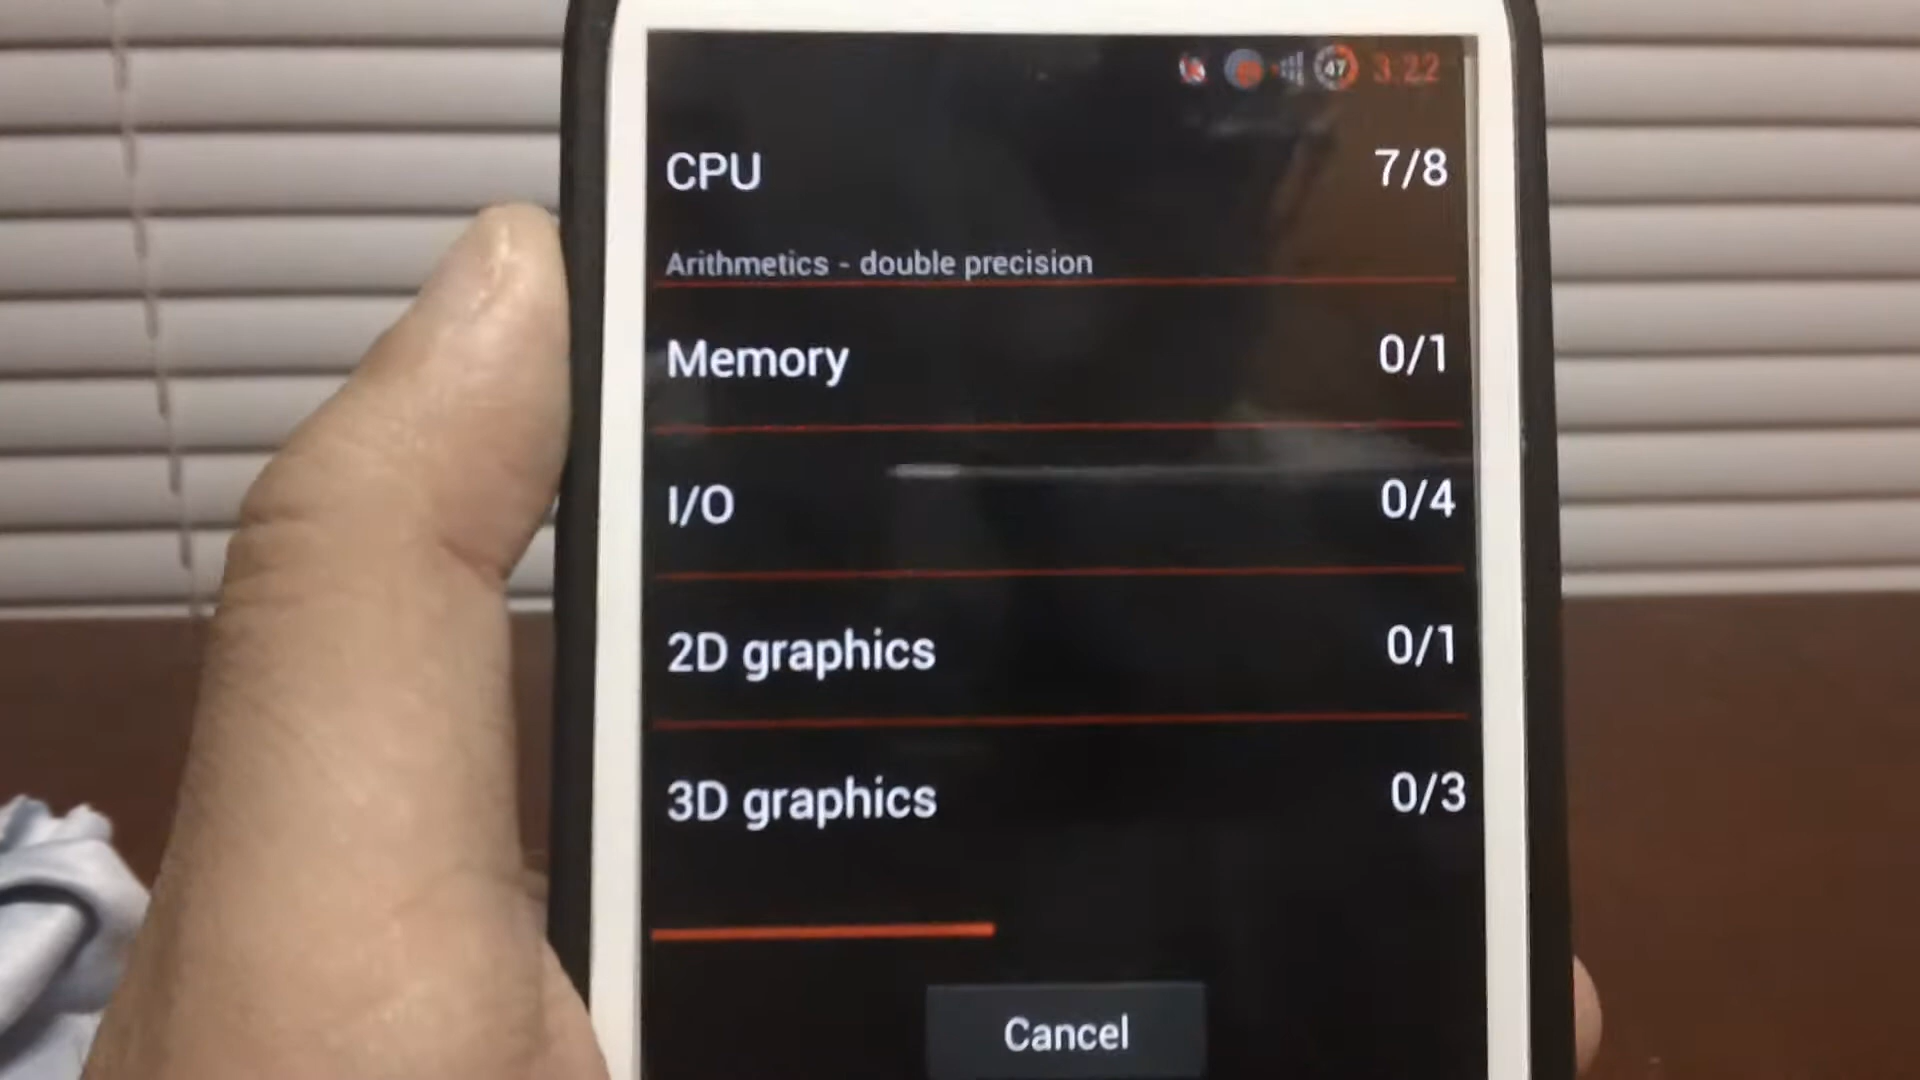 47 3:22
CPU 7/8
Arithmetics - double precision
Memory 0/1
I/O 0/4
2D graphics 0/1
3D graphics 0/3
Cancel